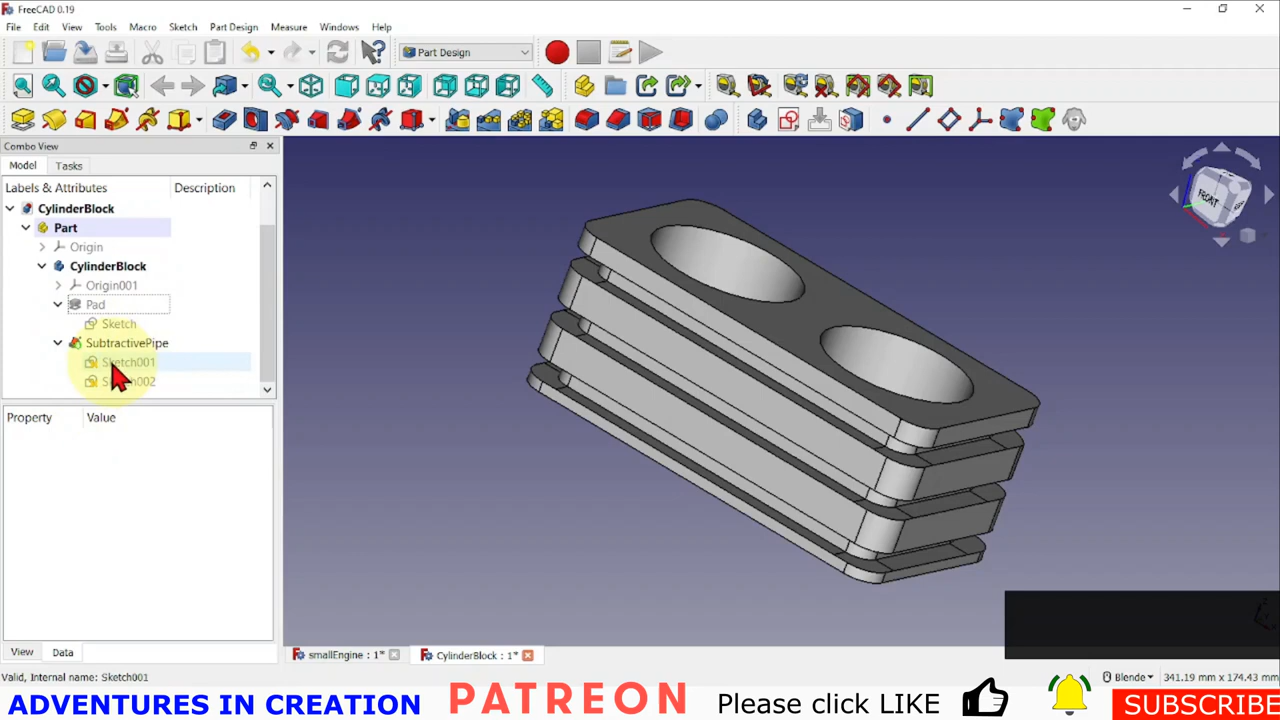 FreeCAD 0.19
File Edit View Tools Macro Sketch Part Design Measure Windows Help
Part Design
Combo View
Model Tasks
Labels & Attributes Description
CylinderBlock
Part
Origin
CylinderBlock
Origin001
Pad
Sketch
SubtractivePipe
Sketch001
Sketch002
Property Value
FRONT
View Data
smallEngine : 1* CylinderBlock : 1*
Valid, Internal name: Sketch001 Blende 341.19 mm x 174.43 mm
ADVENTURES IN CREATION PATREON Please click LIKE SUBSCRIBE